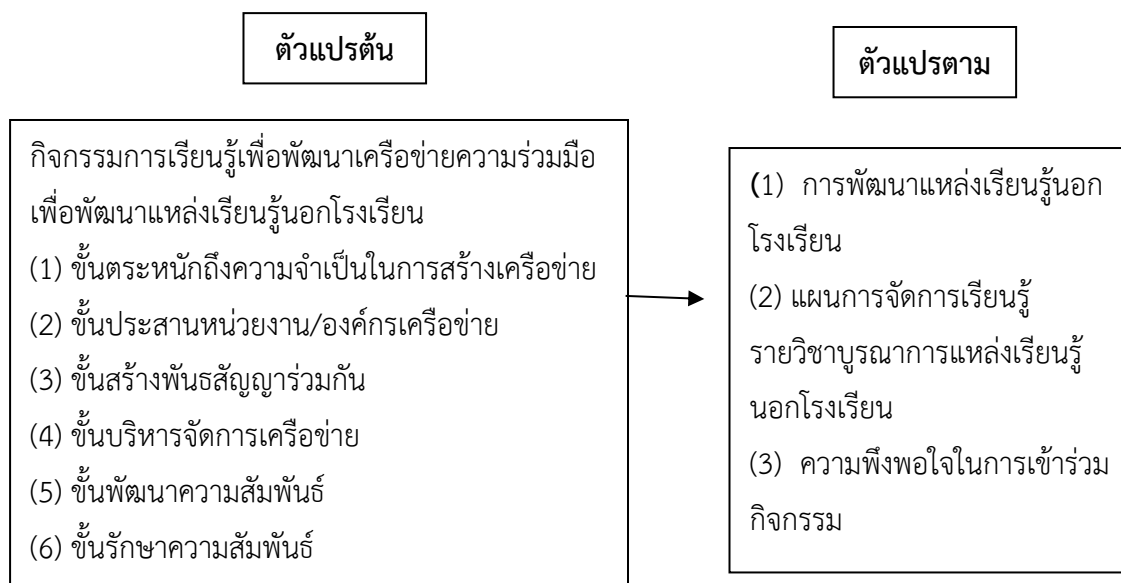 ตัวแปรต้น
ตัวแปรตาม
กิจกรรมการเรียนรู้เพื่อพัฒนาเครือข่ายความร่วมมือ
เพื่อพัฒนาแหล่งเรียนรู้นอกโรงเรียน
(1) ขั้นตระหนักถึงความจำเป็นในการสร้างเครือข่าย
(2) ขั้นประสานหน่วยงาน/องค์กรเครือข่าย
(3) ขั้นสร้างพันธสัญญาร่วมกัน
(4) ขั้นบริหารจัดการเครือข่าย
(5) ขั้นพัฒนาความสัมพันธ์
(6) ขั้นรักษาความสัมพันธ์
(1) การพัฒนาแหล่งเรียนรู้นอก
โรงเรียน
(2) แผนการจัดการเรียนรู้
รายวิชาบูรณาการแหล่งเรียนรู้
นอกโรงเรียน
(3) ความพึงพอใจในการเข้าร่วม
กิจกรรม